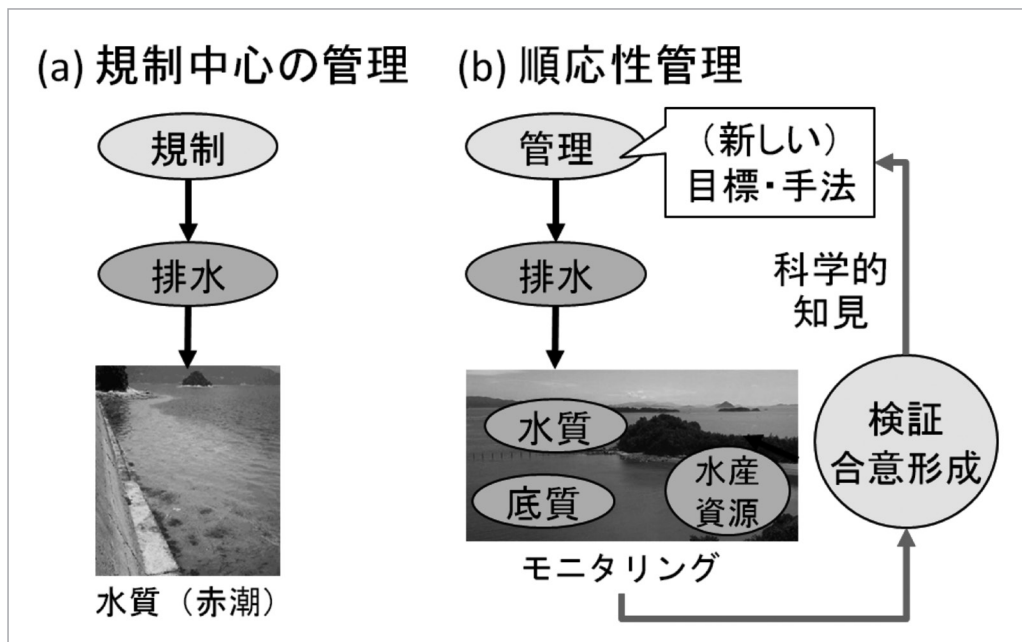 (a) 規制中心の管理
規制
排水
水質（赤潮）
(b) 順応性管理
管理
（新しい）
目標・手法
排水
科学的
知見
水質
底質
水産
資源
検証
合意形成
モニタリング